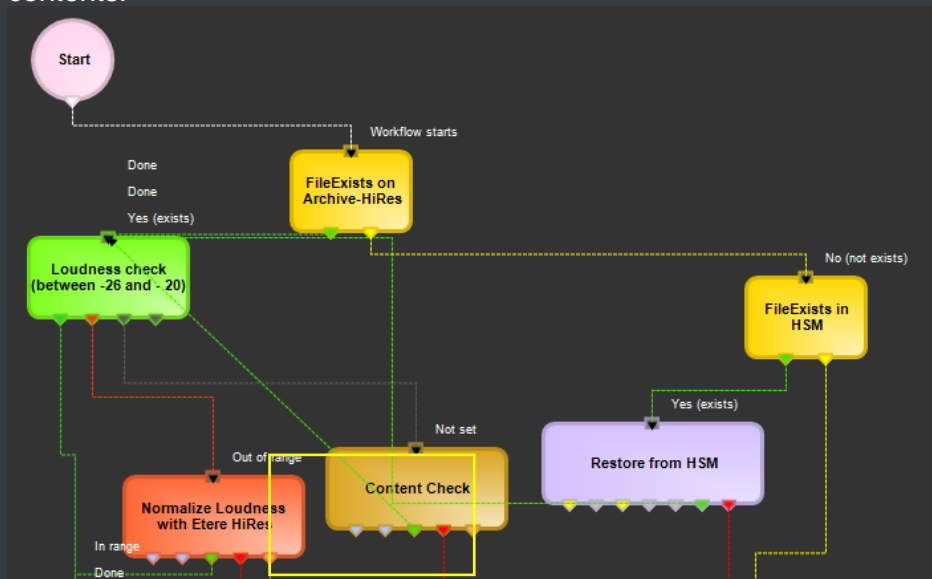 contents.
Start
Workflow starts
Done
Done
Yes (exists)
FileExists on
Archive-HiRes
No (not exists)
Loudness check
(between -26 and - 20)
FileExists in
HSM
Yes (exists)
Not set
Out of range
Content Check
Restore from HSM
Normalize Loudness
with Etere HiRes
In range
Done